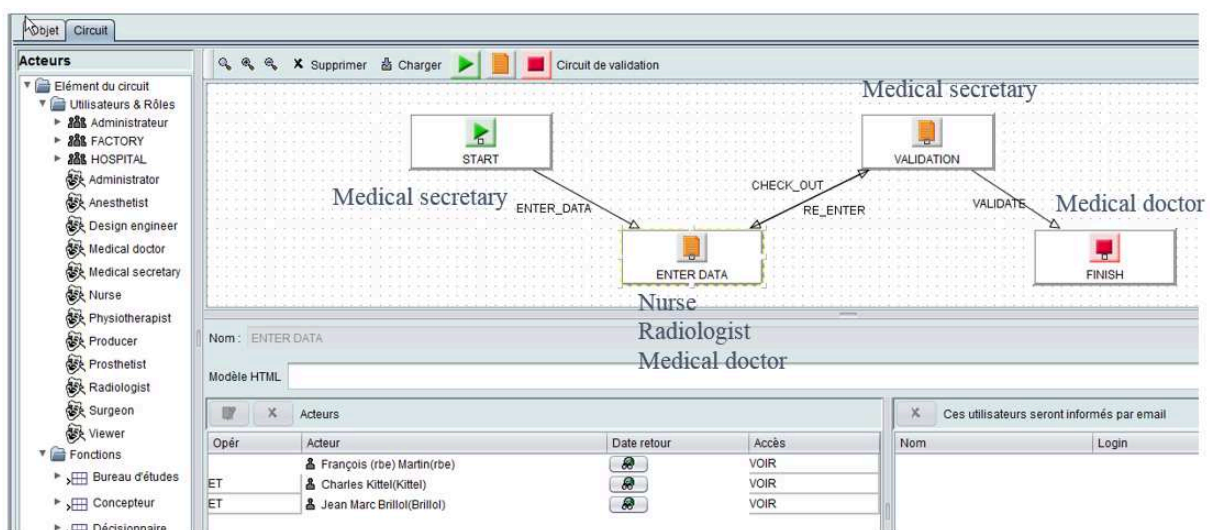 Objet Circuit
Acteurs
Supprimer Charger Circuit de validation
Elément du circuit
Utilisateurs & Rôles
Administrateur
FACTORY
HOSPITAL
Administrator
Anesthetist
Design engineer
Medical doctor
Medical secretary
Nurse
Physiotherapist
Producer
Prosthetist
Radiologist
Surgeon
Viewer
Fonctions
Bureau d'études
Concepteur
Décisionnaire
Medical secretary
START
VALIDATION
Medical secretary
CHECK_OUT
ENTER_DATA
RE_ENTER
VALIDATE
Medical doctor
ENTER DATA
FINISH
Nurse
Radiologist
Medical doctor
Nom : ENTER DATA
Modèle HTML
Acteurs
Opér Acteur Date retour Accès
François (rbe) Martin(rbe) VOIR
ET Charles Kittel(Kittel) VOIR
ET Jean Marc Brillol(Brillol) VOIR
Ces utilisateurs seront informés par email
Nom Login